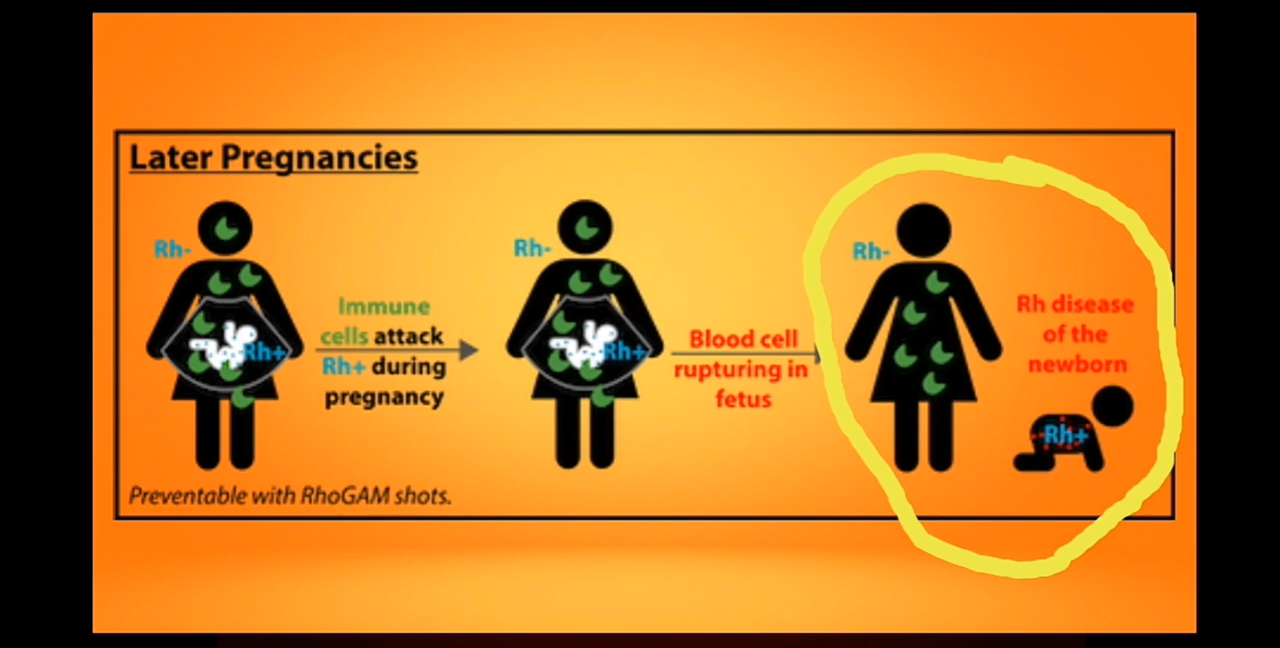 Later Pregnancies
Rh-
Rh+
Immune
cells attack
Rh+ during
pregnancy
Rh-
Rh+
Blood cell
rupturing in
fetus
Rh-
Rh disease
of the
newborn
Rh+
Preventable with RhoGAM shots.